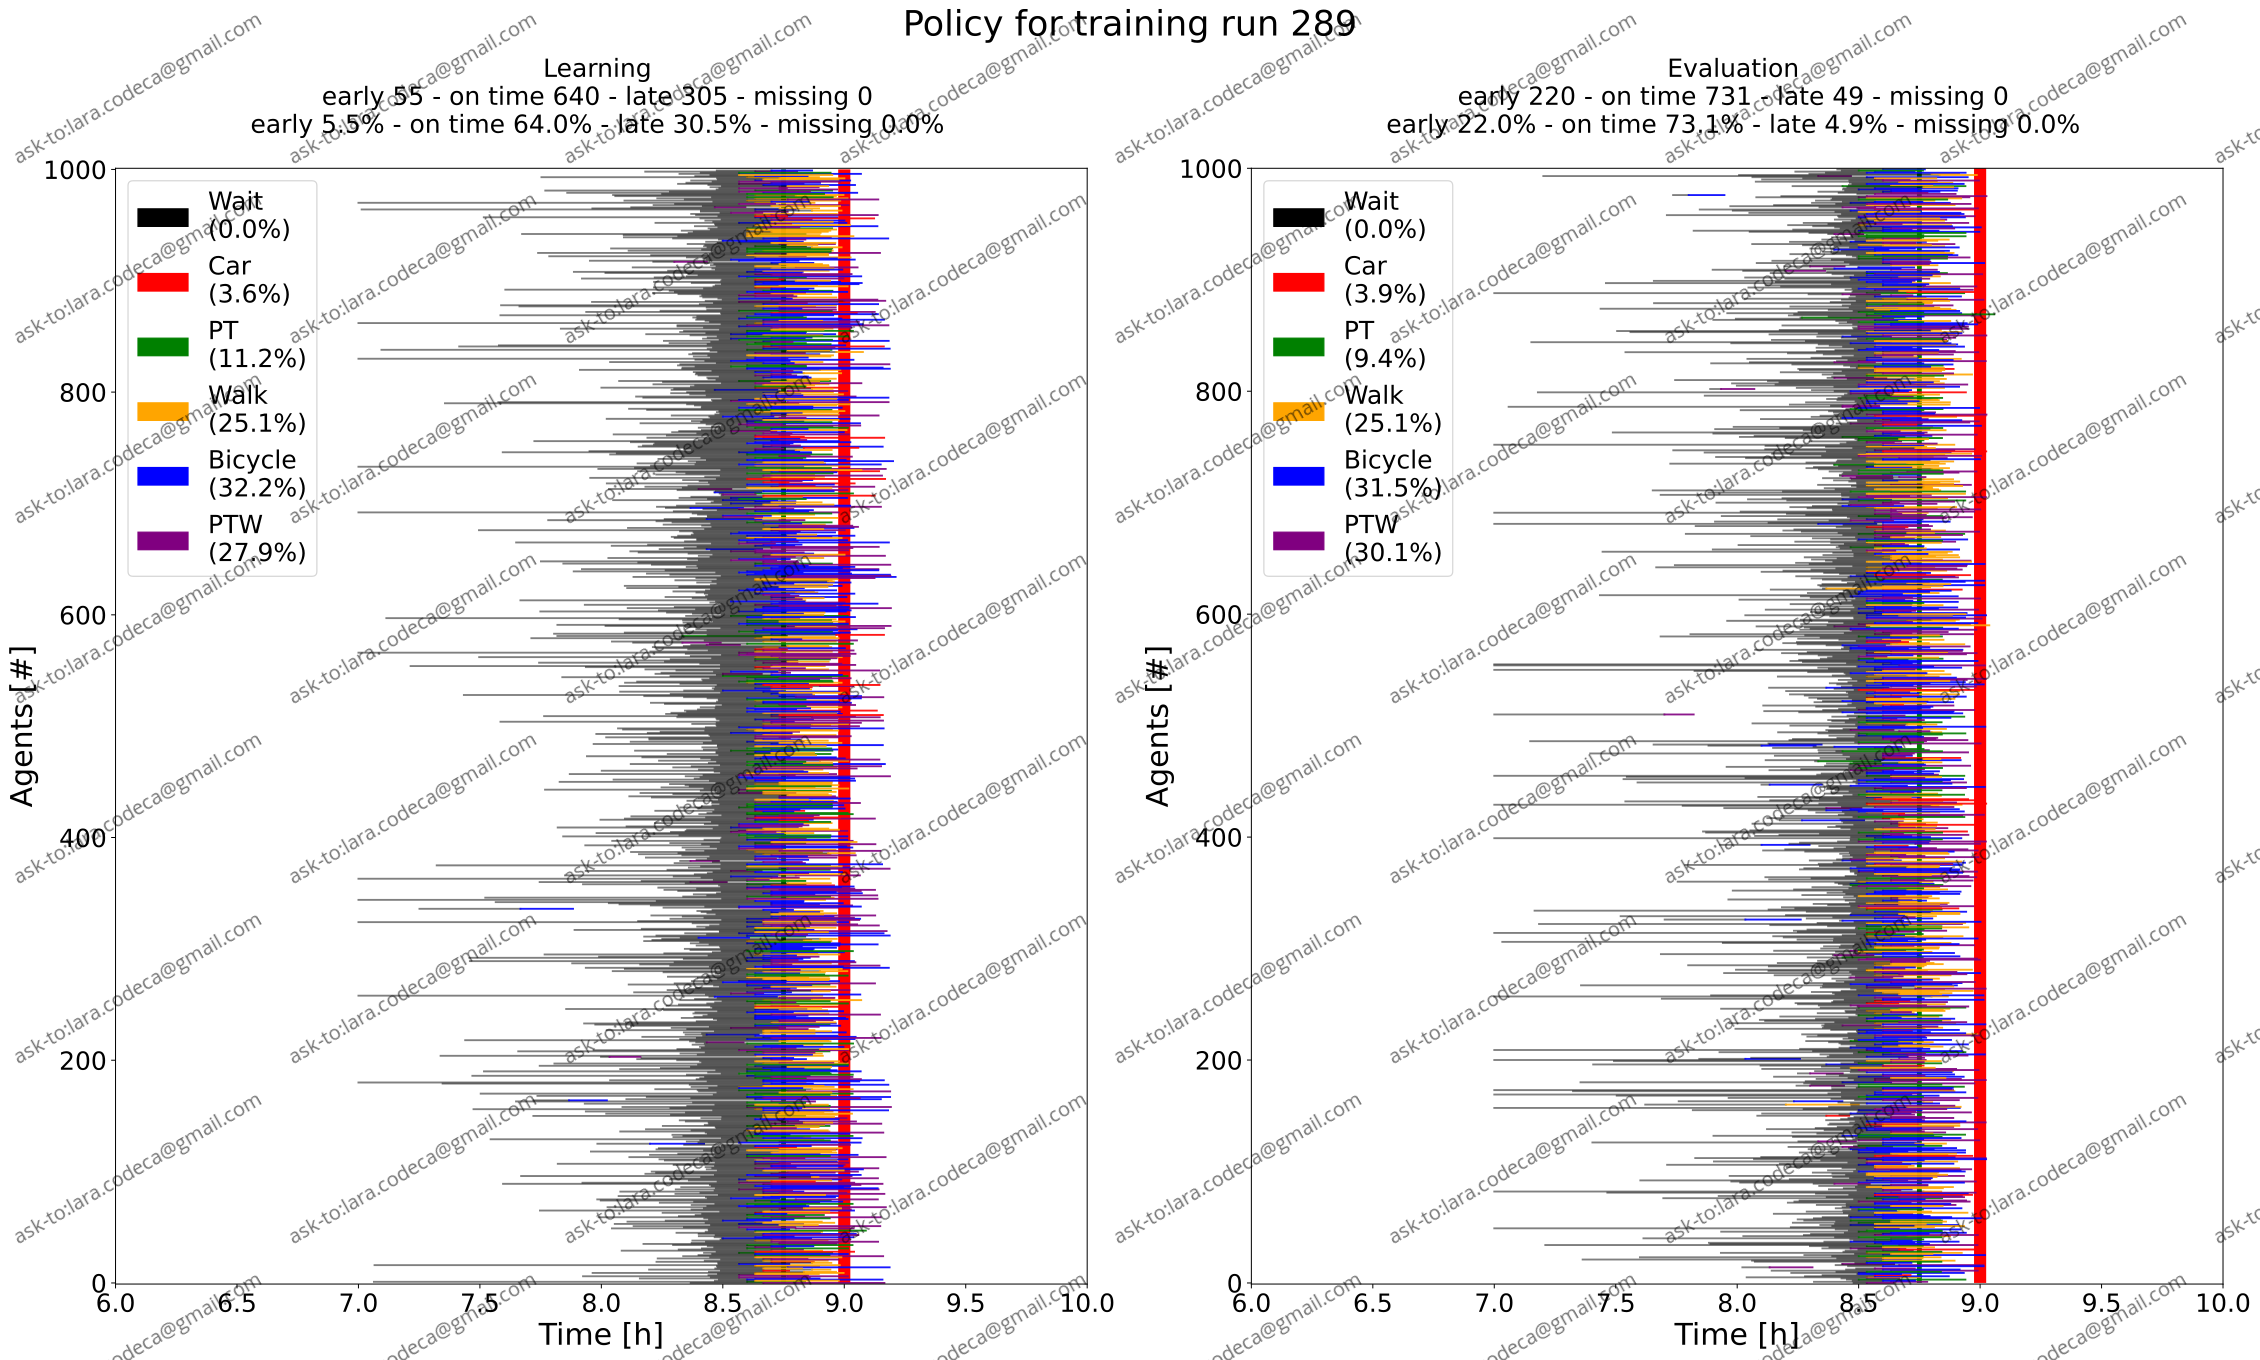 Policy for training run 289
Learning
early 55 - on time 640 - late 305 - missing 0
early 5.5% - on time 64.0% - late 30.5% - missing 0.0%
Evaluation
early 220 - on time 731 - late 49 - missing 0
early 22.0% - on time 73.1% - late 4.9% - missing 0.0%
Wait
(0.0%)
Car
(3.6%)
PT
(11.2%)
Walk
(25.1%)
Bicycle
(32.2%)
PTW
(27.9%)
Agents [#]
1000
800
600
400
200
0
6.0 6.5 7.0 7.5 8.0 8.5 9.0 9.5 10.0
Time [h]
Wait
(0.0%)
Car
(3.9%)
PT
(9.4%)
Walk
(25.1%)
Bicycle
(31.5%)
PTW
(30.1%)
Agents [#]
1000
800
600
400
200
0
6.0 6.5 7.0 7.5 8.0 8.5 9.0 9.5 10.0
Time [h]
ask-to:lara.codeca@gmail.com